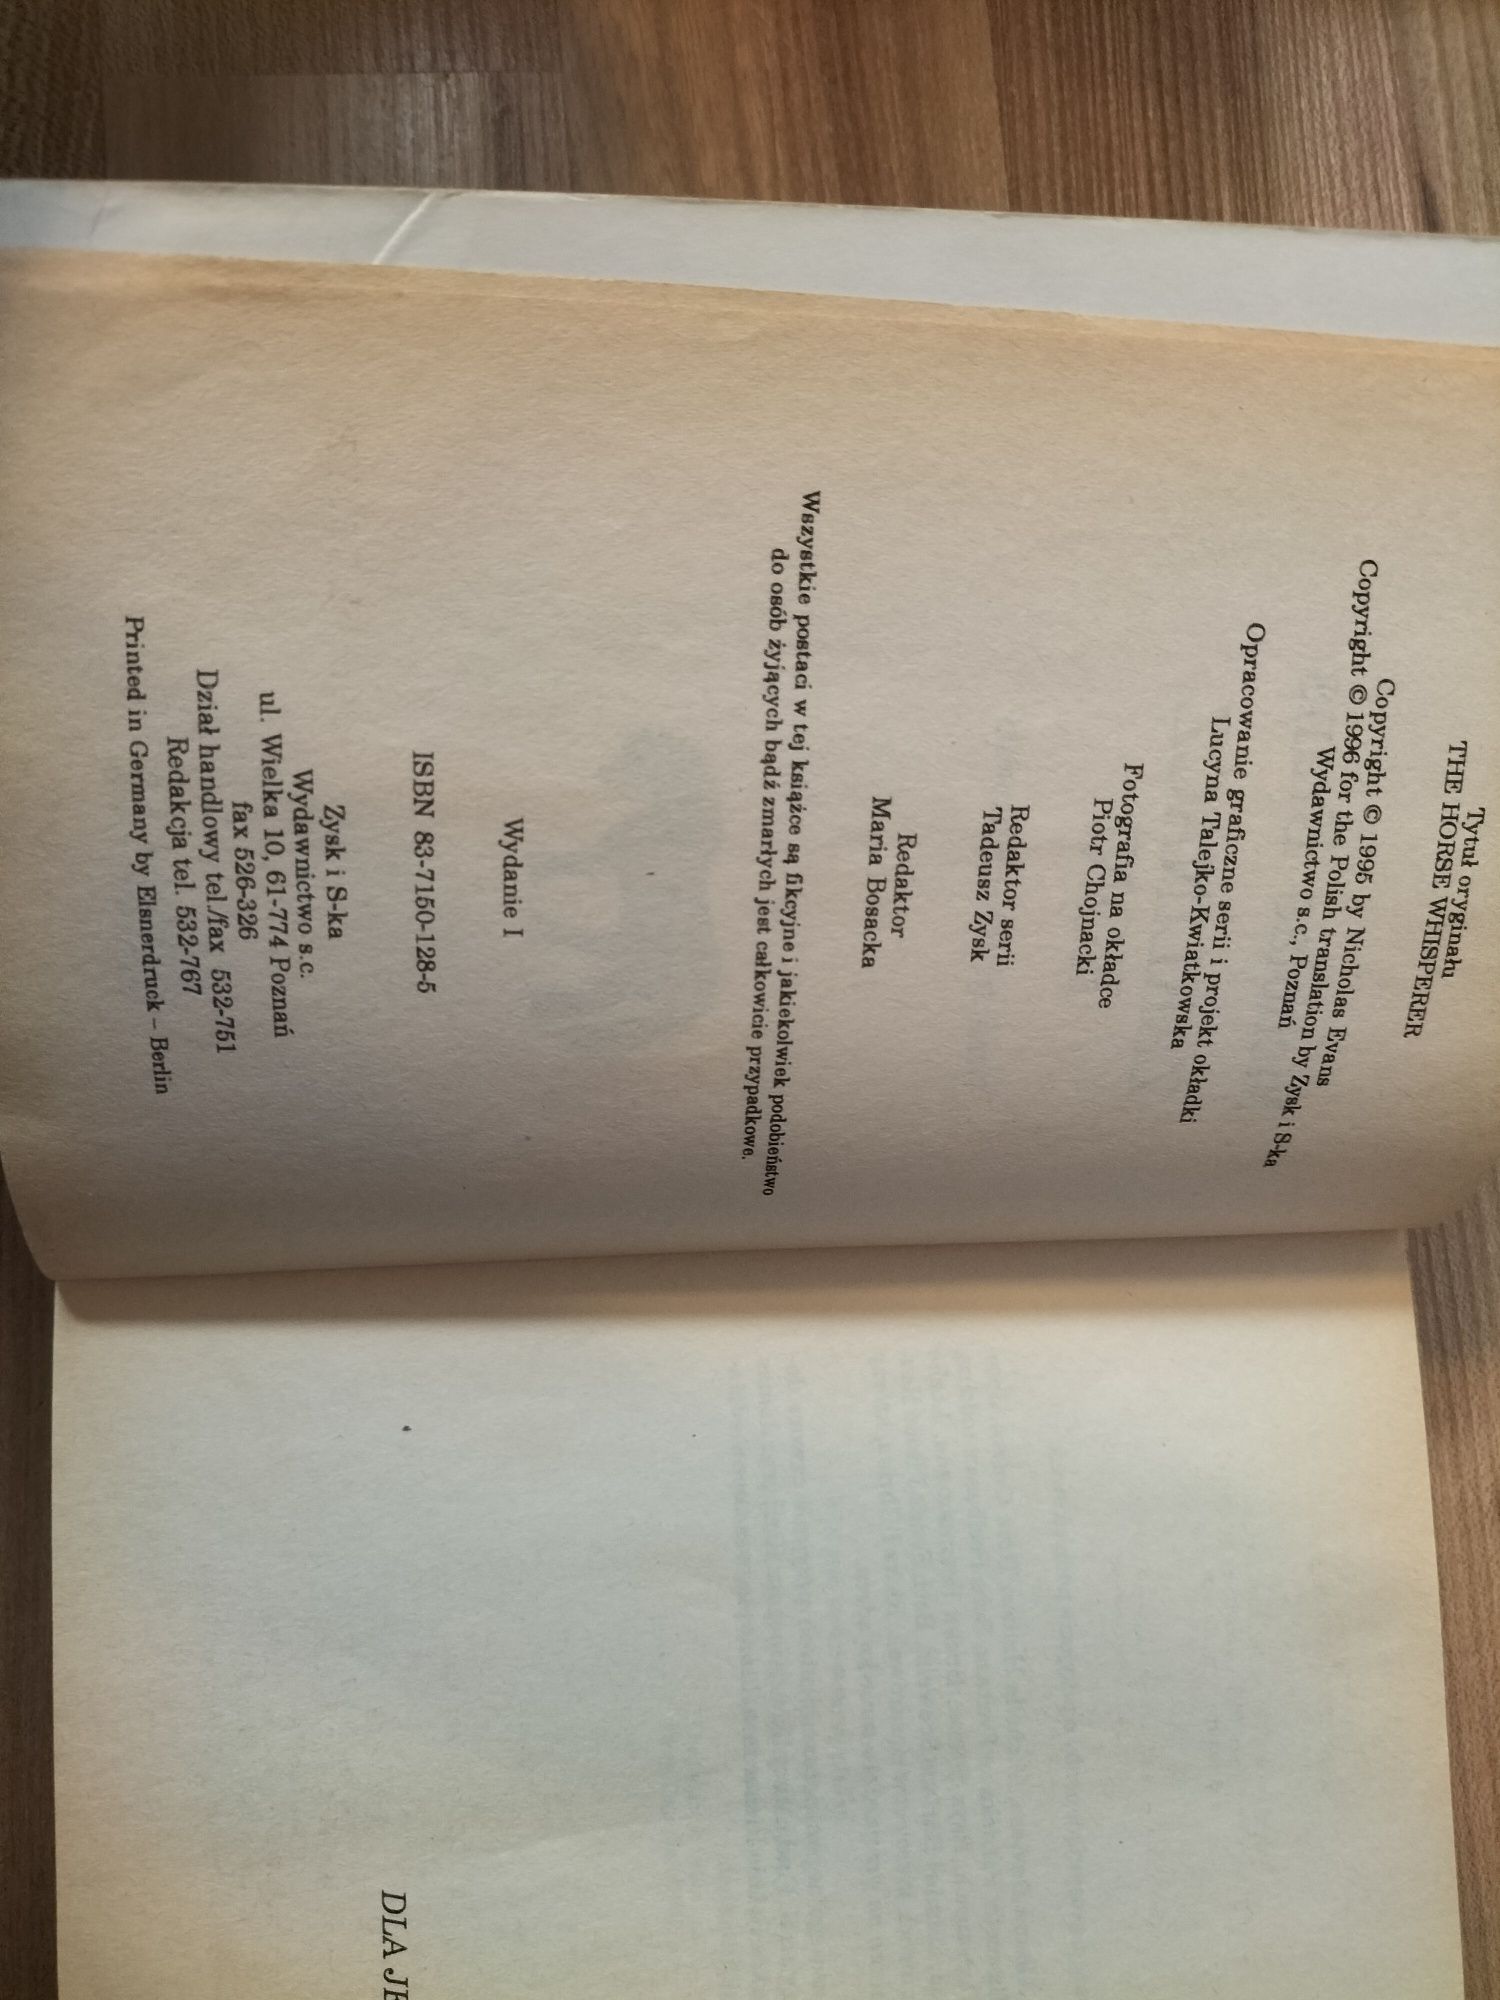 Tytuł oryginału
THE HORSE WHISPERER
Copyright © 1995 by Nicholas Evans
Copyright © 1996 for the Polish translation by Zysk i S-ka
Wydawnictwo s.c., Poznań
Opracowanie graficzne serii i projekt okładki
Lucyna Talejko-Kwiatkowska
Fotografia na okładce
Piotr Chojnacki
Redaktor serii
Tadeusz Zysk
Redaktor
Maria Bosacka
Wszystkie postaci w tej książce są fikcyjne i jakiekolwiek podobieństwo
do osób żyjących bądź zmarłych jest całkowicie przypadkowe.
Wydanie I
ISBN 83-7150-128-5
Zysk i S-ka
Wydawnictwo s.c.
ul. Wielka 10, 61-774 Poznań
fax 526-326
Dział handlowy tel./fax 532-751
Redakcja tel. 532-767
Printed in Germany by Elsnerdruck – Berlin
DLA